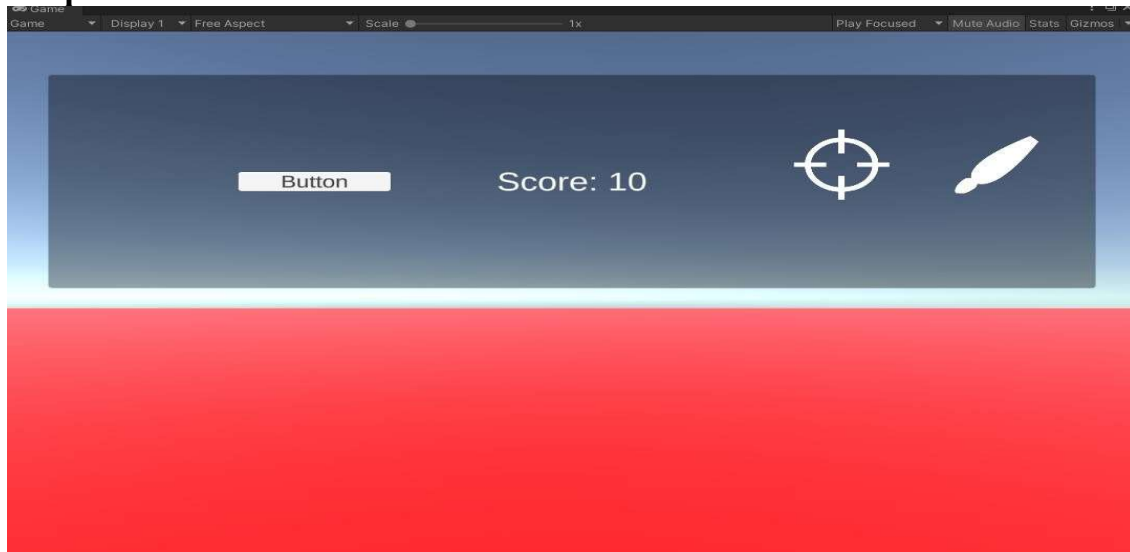 Game
Game Display 1 Free Aspect Scale 1x Play Focused Mute Audio Stats Gizmos
Button Score: 10